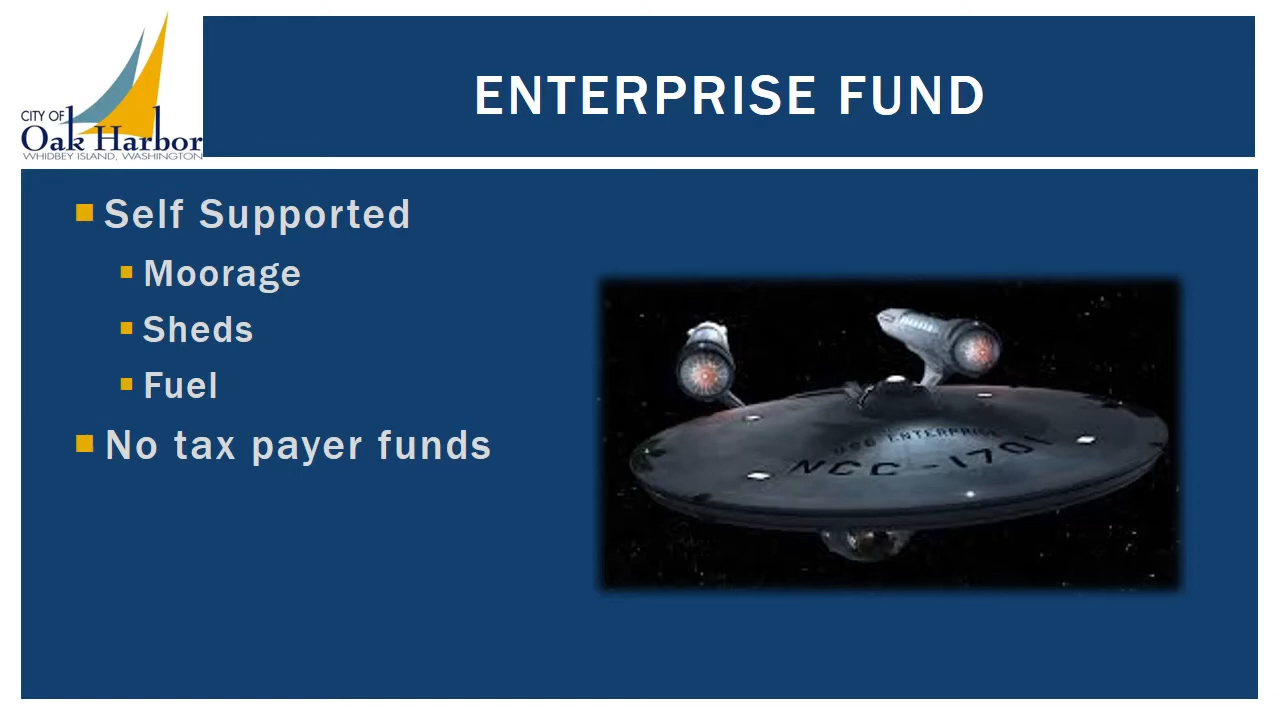 CITY OF
Oak Harbor
WHIDBEY ISLAND, WASHINGTON
ENTERPRISE FUND
Self Supported
Moorage
Sheds
Fuel
No tax payer funds
USS ENTERPRISE
NCC-1701